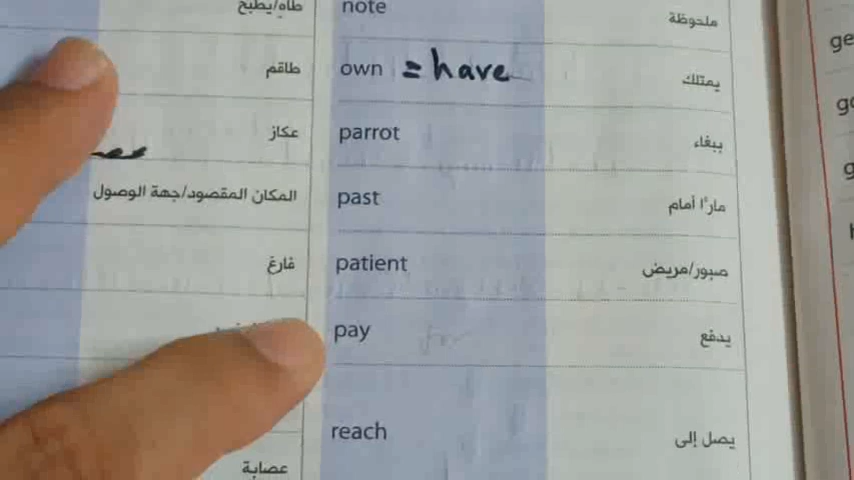 طاهٍ/يطبخ
طاقم
عكاز
المكان المقصود/جهة الوصول
فارغ
عصابة
note ملحوظة
own = have يمتلك
parrot ببغاء
past مارًا أمام
patient صبور/مريض
pay for يدفع
reach يصل إلى